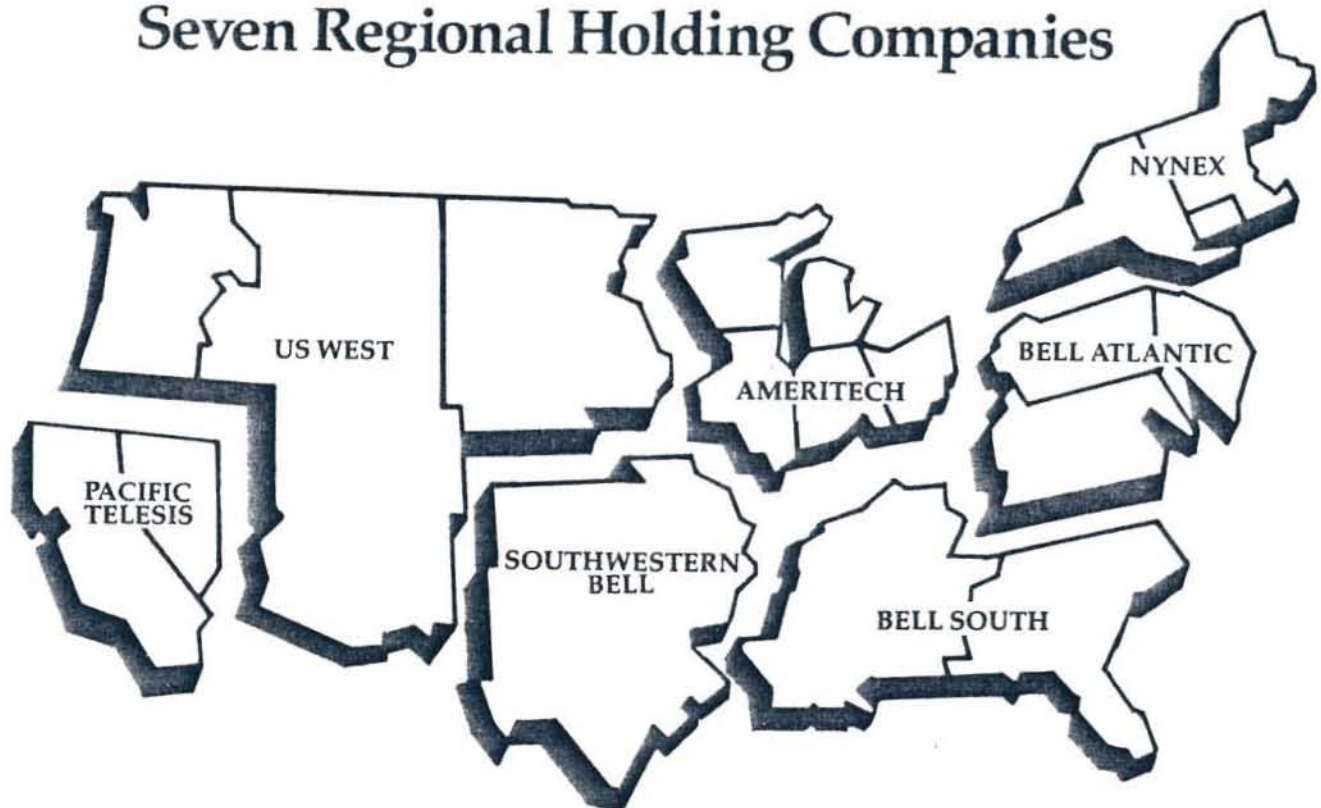 Seven Regional Holding Companies
NYNEX
US WEST
BELL ATLANTIC
AMERITECH
PACIFIC
TELESIS
SOUTHWESTERN
BELL
BELL SOUTH